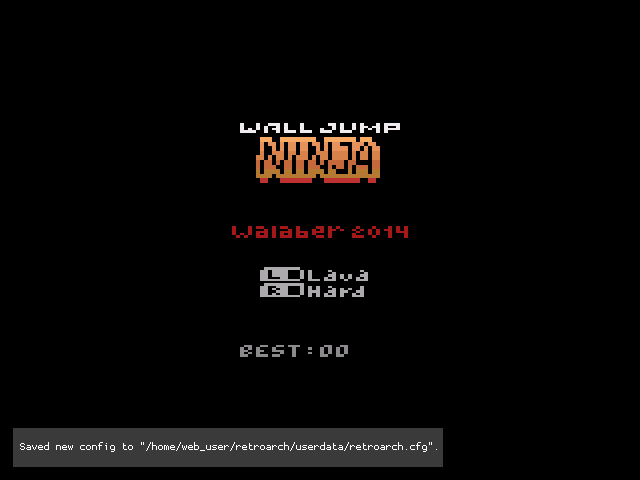 WALL JUMP
NINJA
Walaber 2014
L Lava
B Hard
BEST:00
Saved new config to "/home/web_user/retroarch/userdata/retroarch.cfg".